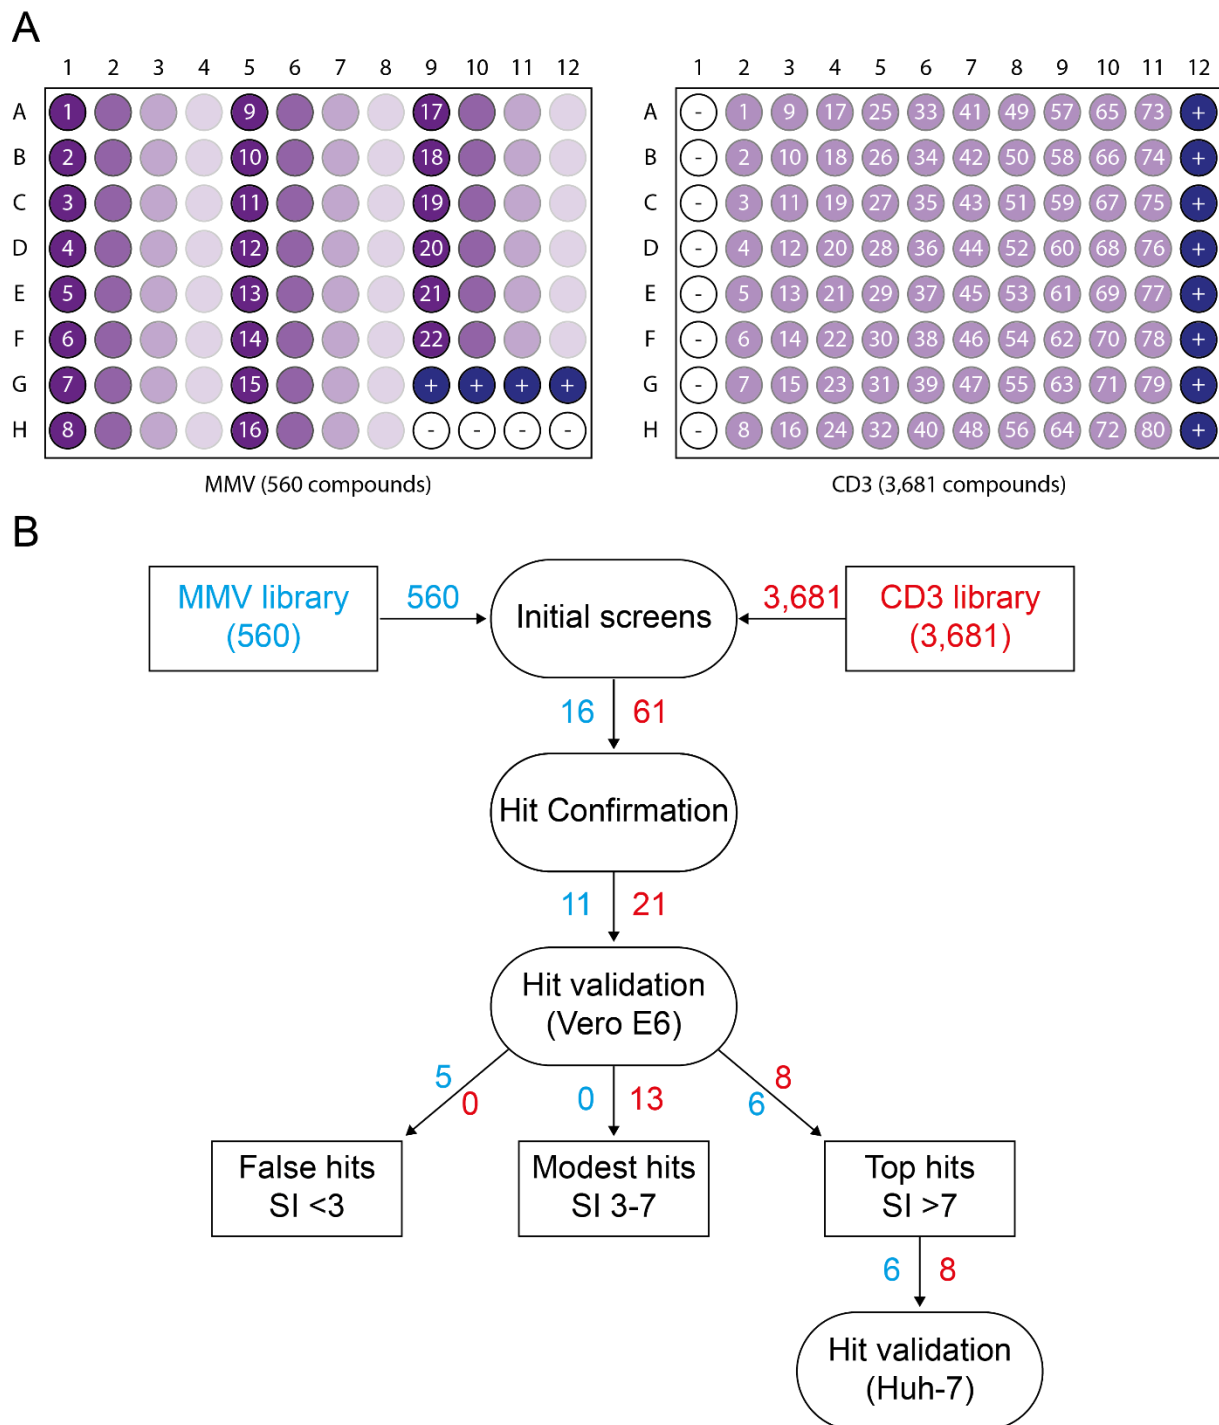 A
1 2 3 4 5 6 7 8 9 10 11 12
A 1 9 17
B 2 10 18
C 3 11 19
D 4 12 20
E 5 13 21
F 6 14 22
G 7 15 + + + +
H 8 16 - - - -
MMV (560 compounds)
1 2 3 4 5 6 7 8 9 10 11 12
A - 1 9 17 25 33 41 49 57 65 73 +
B - 2 10 18 26 34 42 50 58 66 74 +
C - 3 11 19 27 35 43 51 59 67 75 +
D - 4 12 20 28 36 44 52 60 68 76 +
E - 5 13 21 29 37 45 53 61 69 77 +
F - 6 14 22 30 38 46 54 62 70 78 +
G - 7 15 23 31 39 47 55 63 71 79 +
H - 8 16 24 32 40 48 56 64 72 80 +
CD3 (3,681 compounds)
B
MMV library
(560)
560
Initial screens
3,681
CD3 library
(3,681)
16 61
Hit Confirmation
11 21
Hit validation
(Vero E6)
5 0
0 13
8 6
False hits
SI <3
Modest hits
SI 3-7
Top hits
SI >7
6 8
Hit validation
(Huh-7)